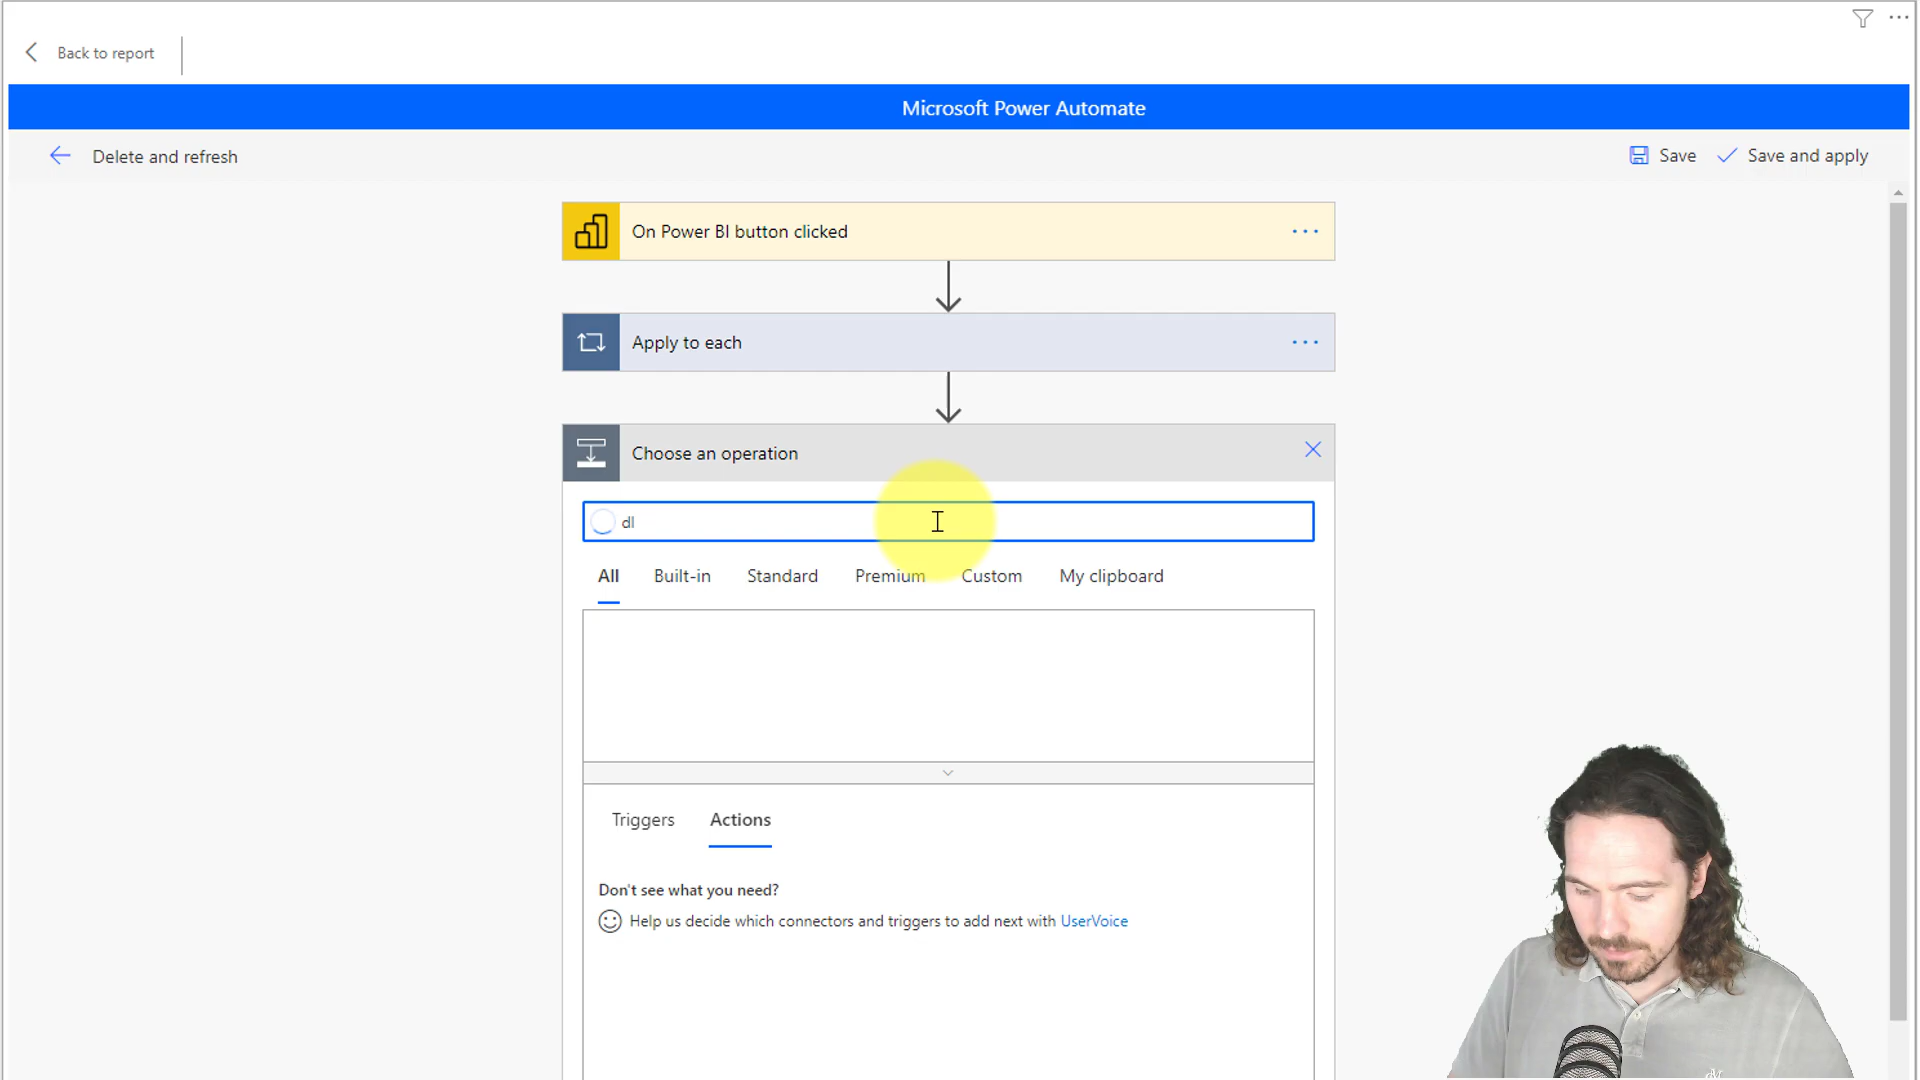 Back to report
Microsoft Power Automate
Delete and refresh
Save
Save and apply
On Power BI button clicked
Apply to each
Choose an operation
dl
All
Built-in
Standard
Premium
Custom
My clipboard
Triggers
Actions
Don't see what you need?
Help us decide which connectors and triggers to add next with UserVoice